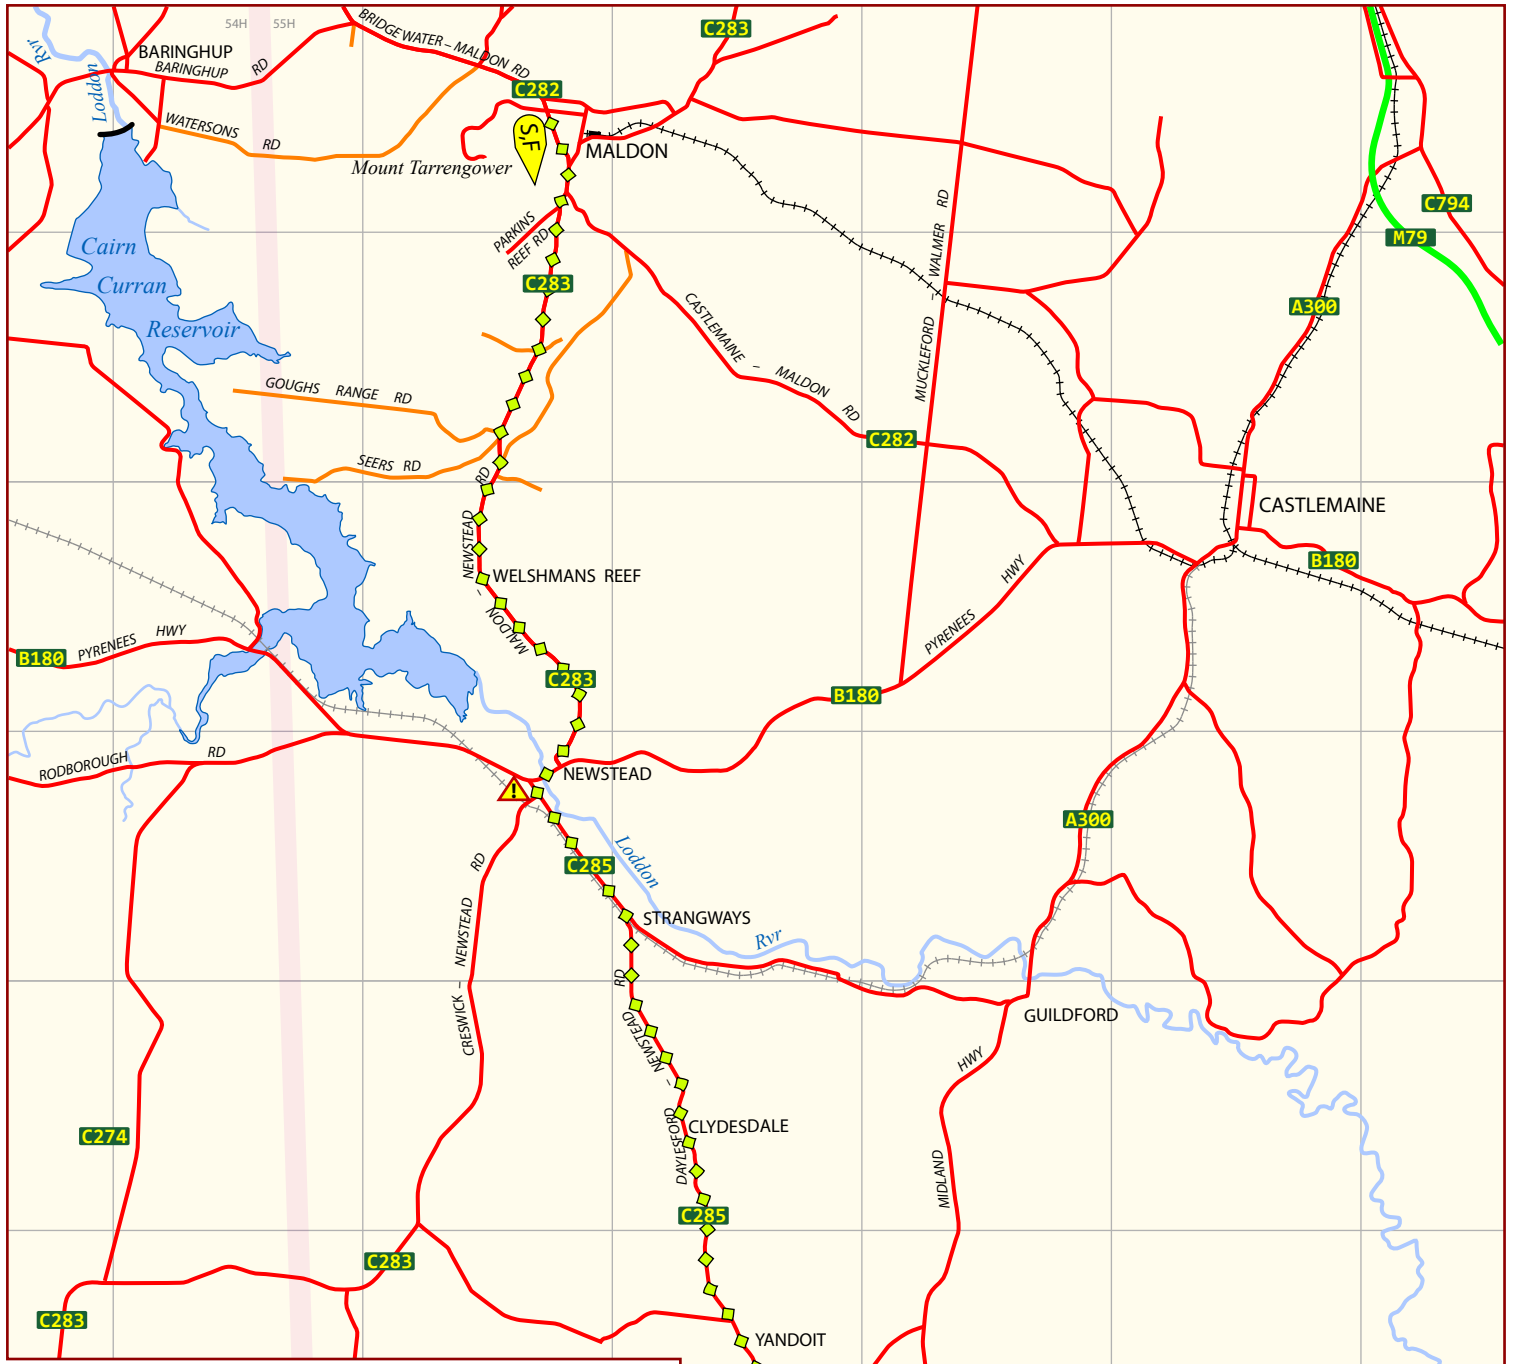 54H 55H
BRIDGEWATER – MALDON RD
C283
Rvr
BARINGHUP
BARINGHUP RD
Loddon
C282
WATERSONS RD
S,F
MALDON
Mount Tarrengower
C794
PARKINS
REEF RD
M79
Cairn
Curran
Reservoir
C283
MUCKLEFORD – WALMER RD
A300
CASTLEMAINE – MALDON RD
GOUGHS RANGE RD
C282
SEERS RD
CASTLEMAINE
NEWSTEAD – MALDON RD
B180
WELSHMANS REEF
PYRENEES HWY
B180
PYRENEES HWY
C283
B180
RODBOROUGH RD
NEWSTEAD
!
A300
C285
Loddon
Rvr
STRANGWAYS
CRESWICK – NEWSTEAD RD
GUILDFORD
DAYLESFORD – NEWSTEAD RD
MIDLAND HWY
C274
CLYDESDALE
C285
C283
C283
YANDOIT